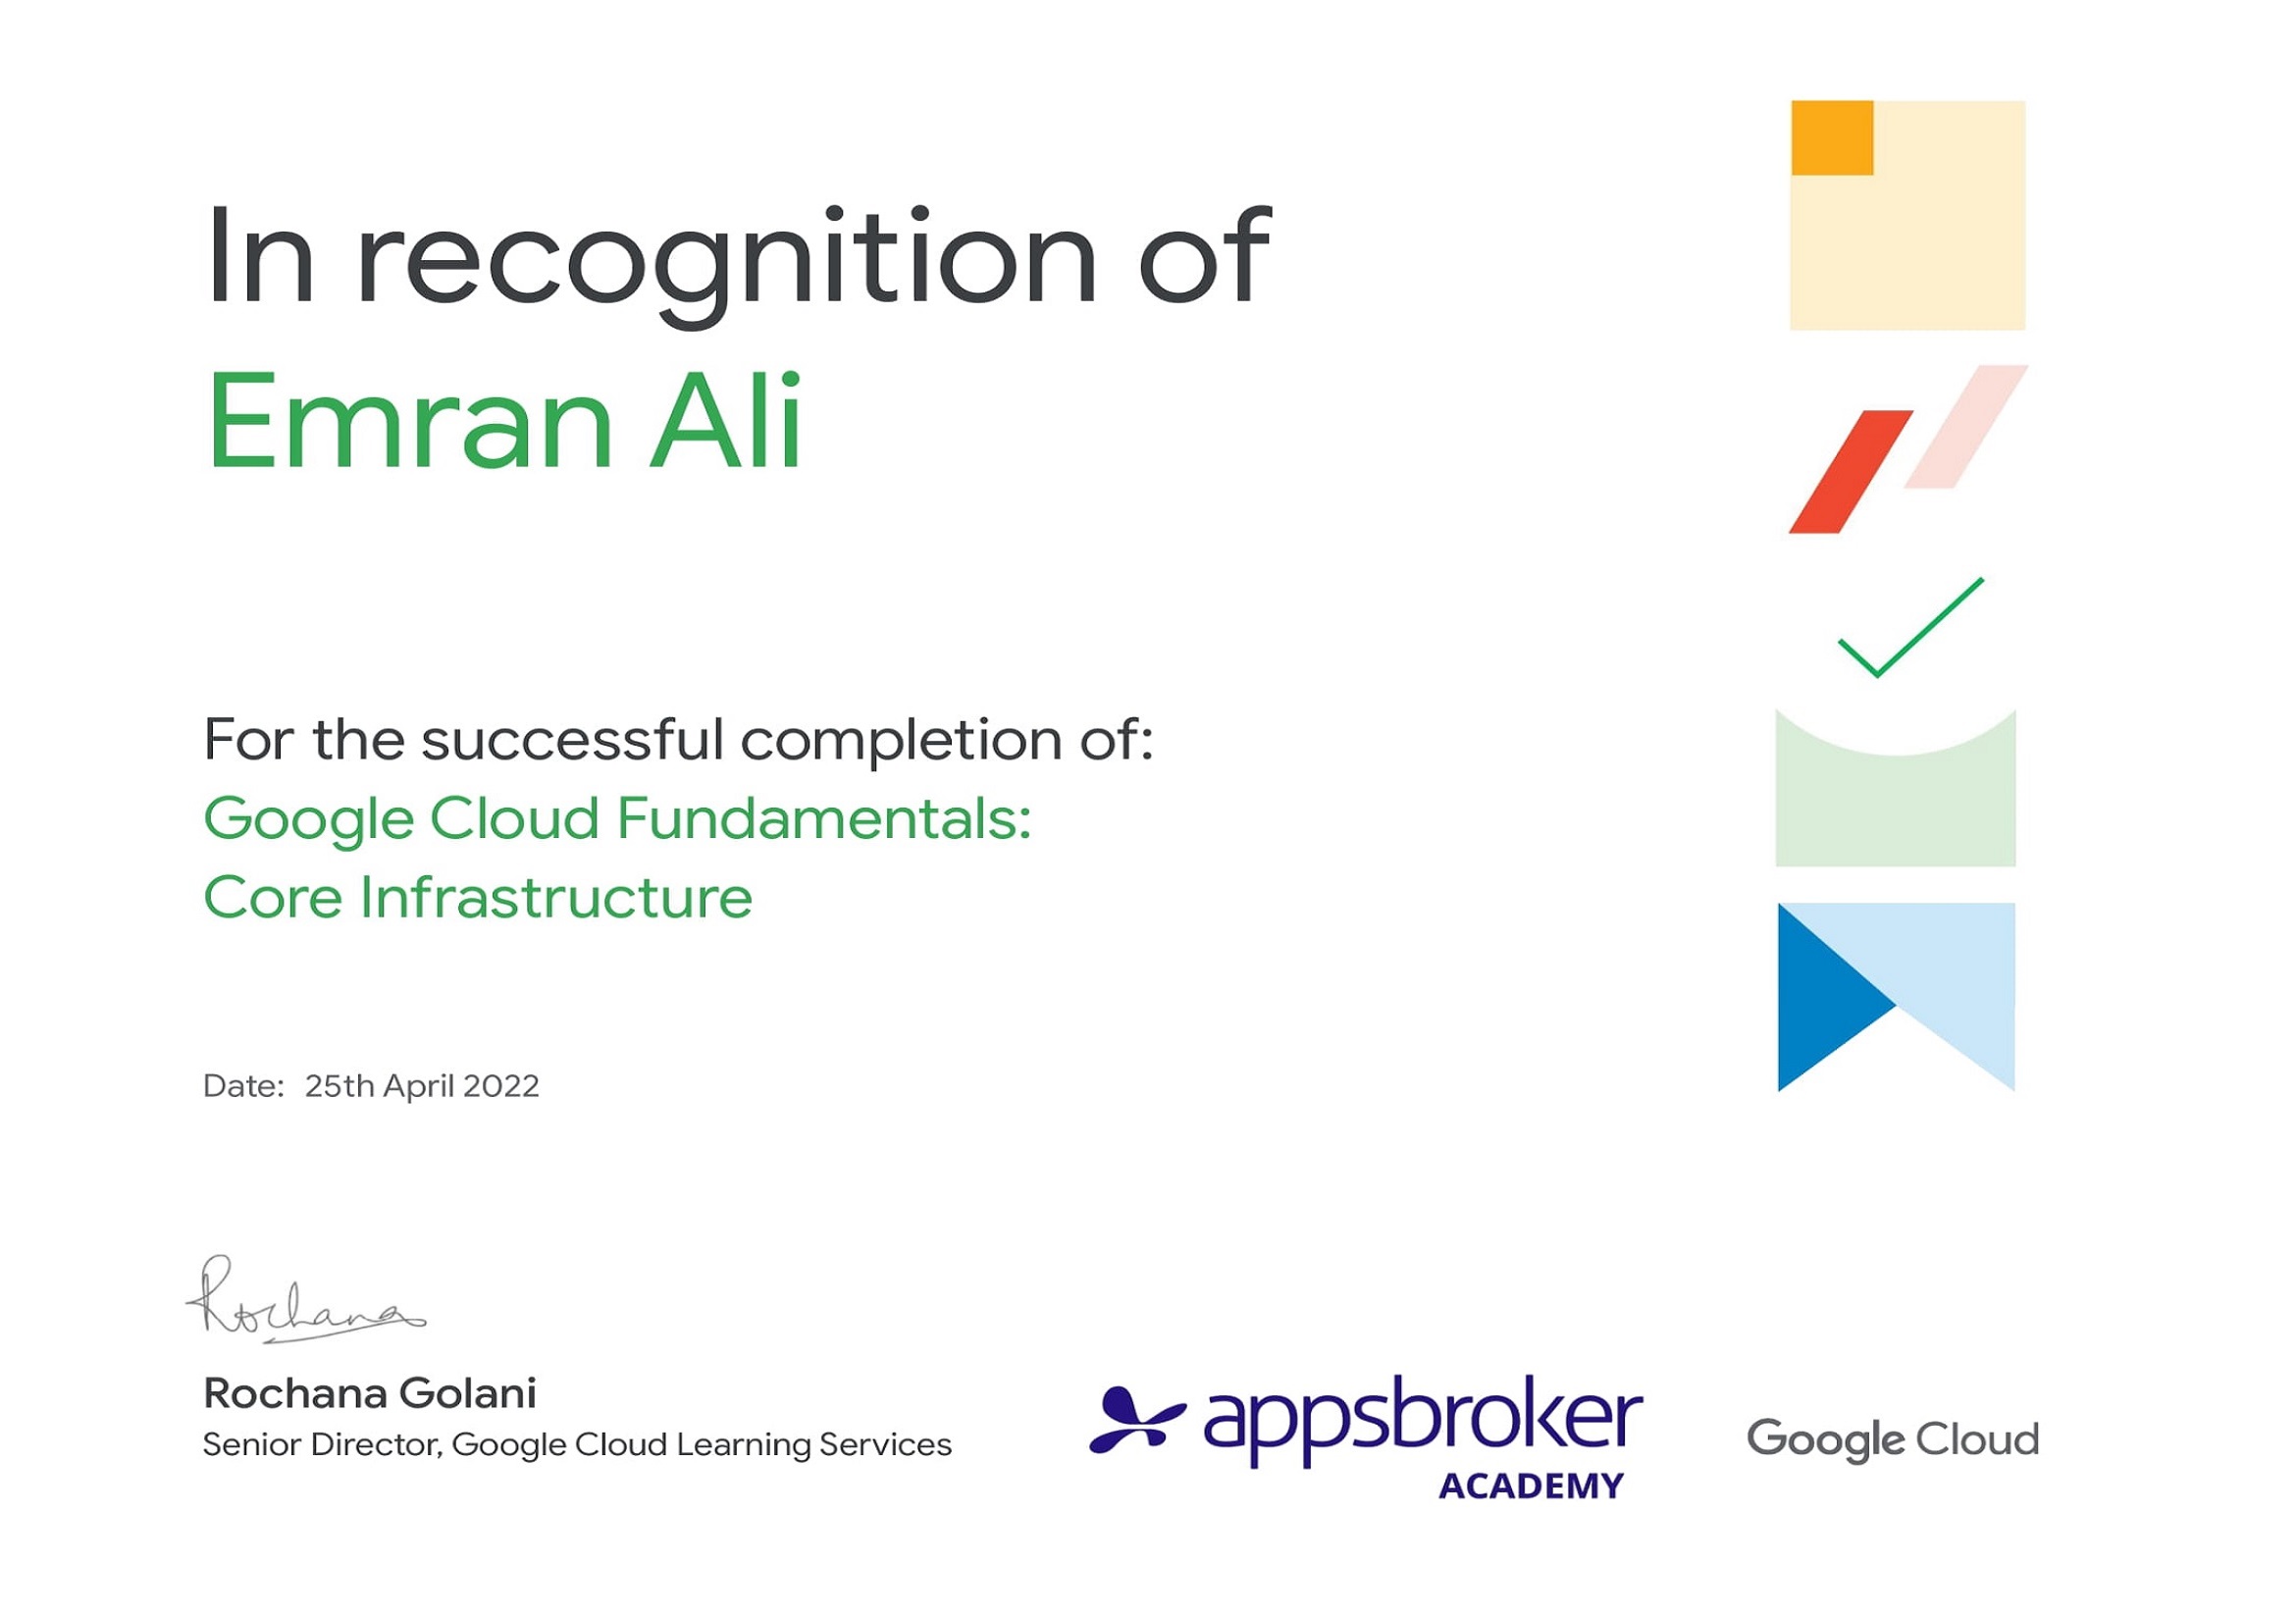 In recognition of
Emran Ali
For the successful completion of:
Google Cloud Fundamentals:
Core Infrastructure
Date: 25th April 2022
Rochana
Rochana Golani
Senior Director, Google Cloud Learning Services
appsbroker
ACADEMY
Google Cloud